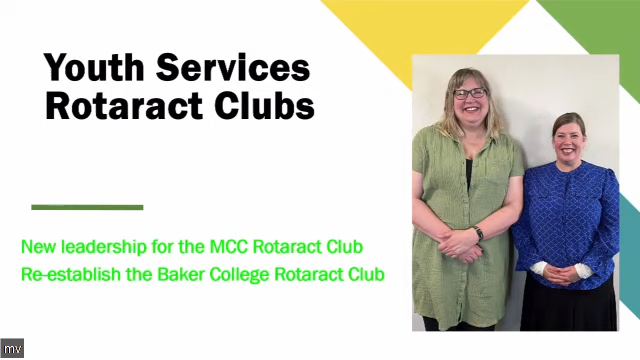 Youth Services
Rotaract Clubs
New leadership for the MCC Rotaract Club
Re-establish the Baker College Rotaract Club
mv